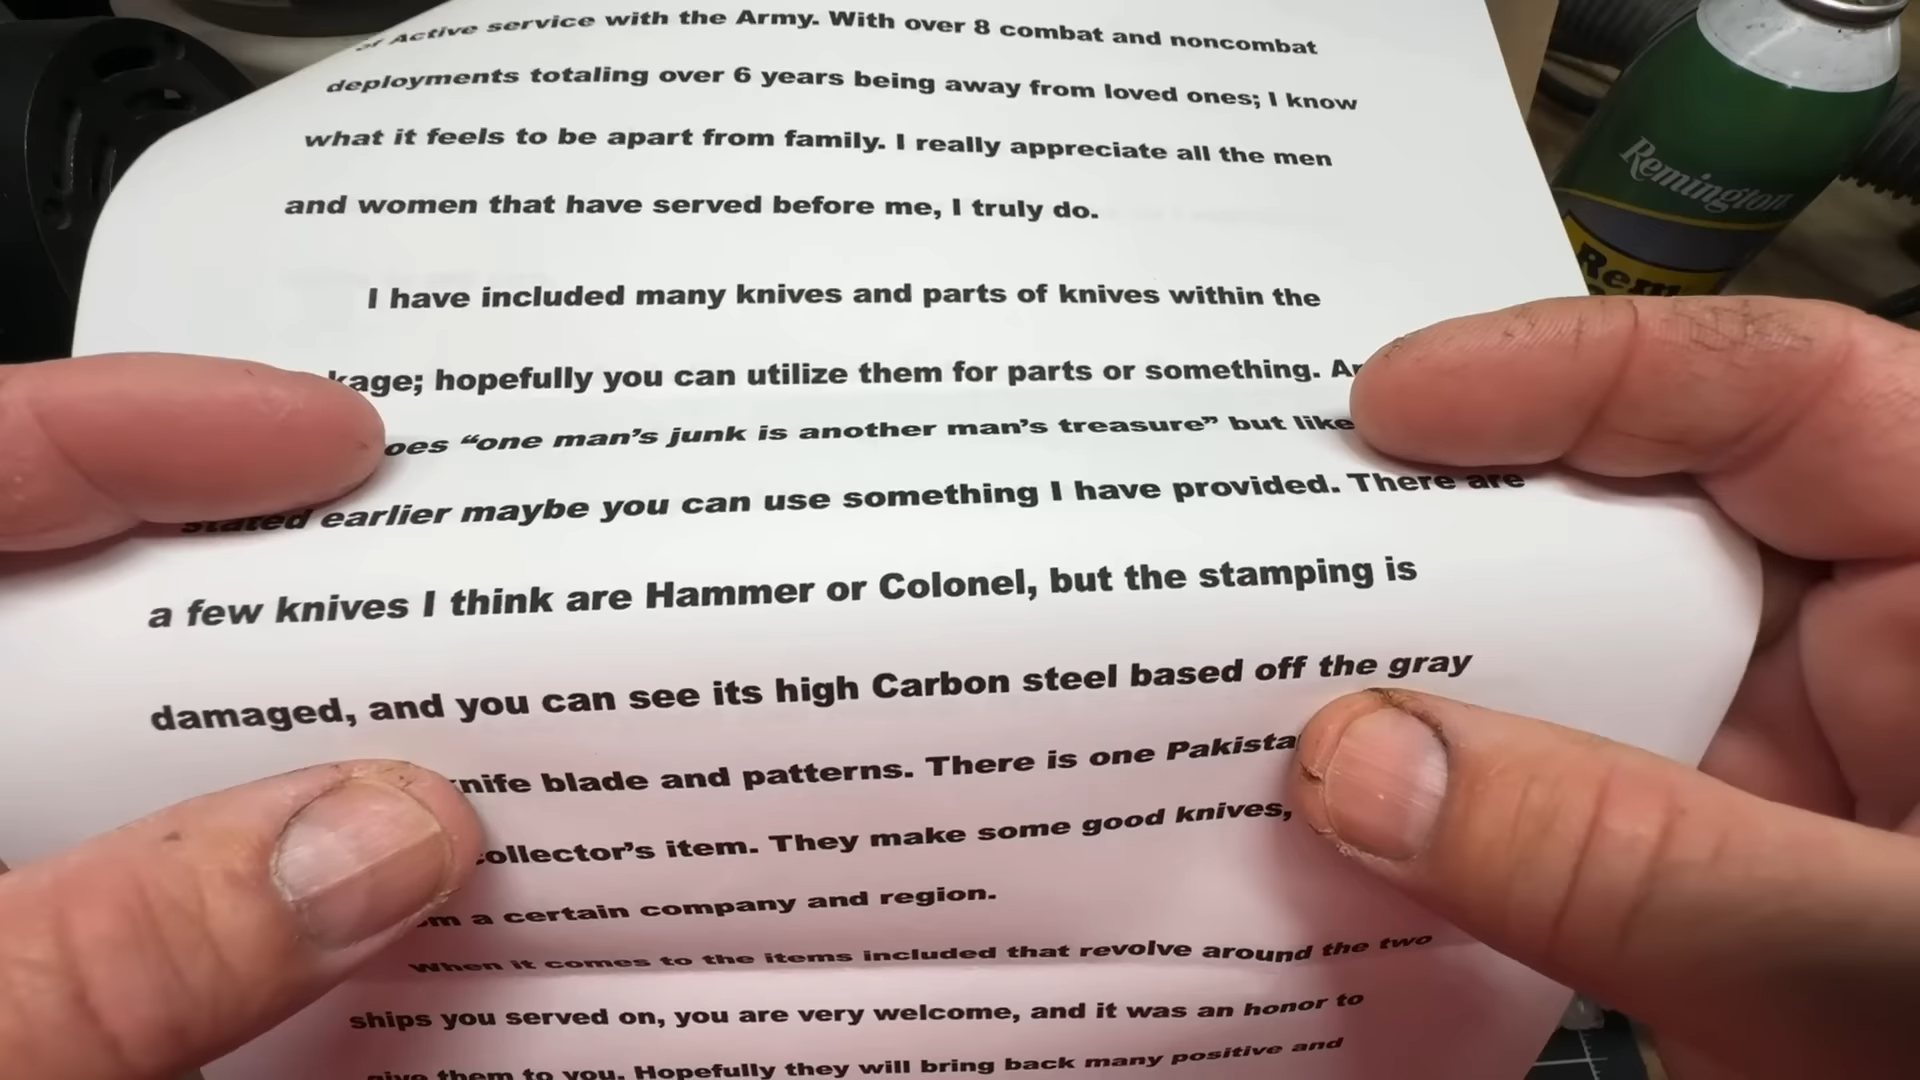 of Active service with the Army. With over 8 combat and noncombat
deployments totaling over 6 years being away from loved ones; I know
what it feels to be apart from family. I really appreciate all the men
and women that have served before me, I truly do.
I have included many knives and parts of knives within the
kage; hopefully you can utilize them for parts or something.
oes “one man’s junk is another man’s treasure” but like
stated earlier maybe you can use something I have provided. There are
a few knives I think are Hammer or Colonel, but the stamping is
damaged, and you can see its high Carbon steel based off the gray
nife blade and patterns. There is one Pakista
collector’s item. They make some good knives,
om a certain company and region.
When it comes to the items included that revolve around the two
ships you served on, you are very welcome, and it was an honor to
give them to you. Hopefully they will bring back many positive and
Remington
Rem